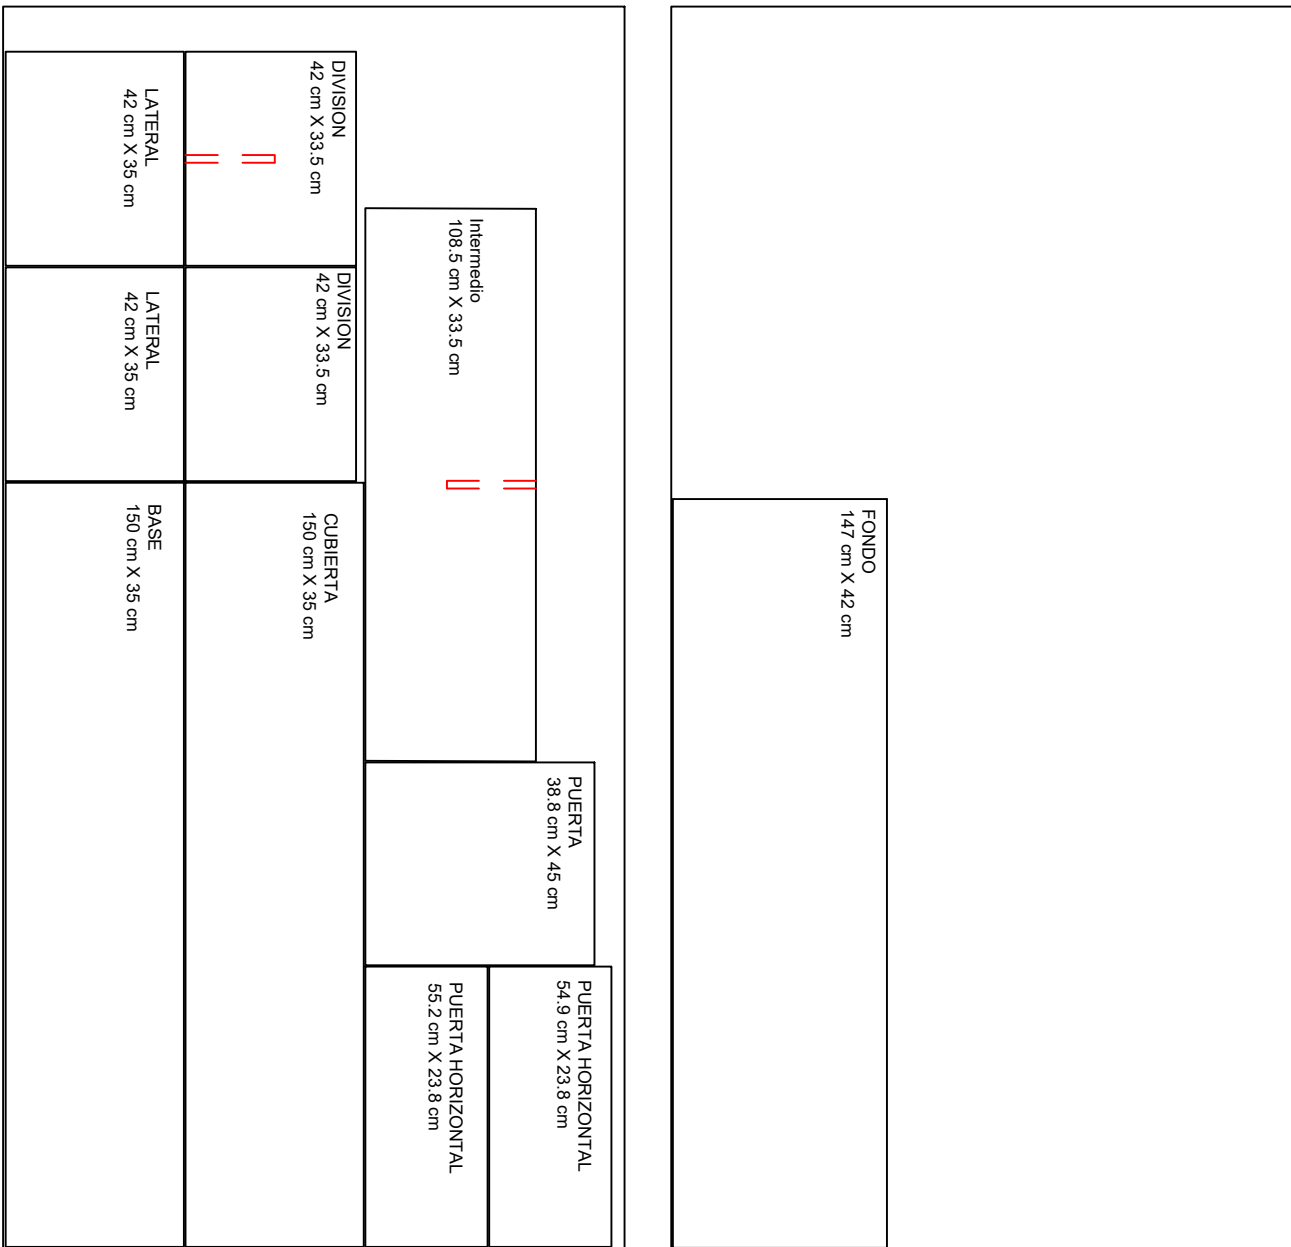 LATERAL
42 cm X 35 cm
DIVISION
42 cm X 33.5 cm
Intermedio
108.5 cm X 33.5 cm
LATERAL
42 cm X 35 cm
DIVISION
42 cm X 33.5 cm
BASE
150 cm X 35 cm
CUBIERTA
150 cm X 35 cm
PUERTA
38.8 cm X 45 cm
PUERTA HORIZONTAL
55.2 cm X 23.8 cm
PUERTA HORIZONTAL
54.9 cm X 23.8 cm
FONDO
147 cm X 42 cm